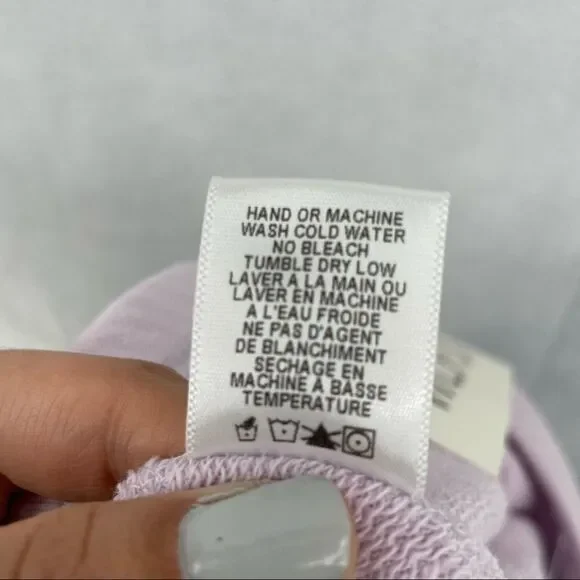 HAND OR MACHINE
WASH COLD WATER
NO BLEACH
TUMBLE DRY LOW
LAVER À LA MAIN OU
LAVER EN MACHINE
A L'EAU FROIDE
NE PAS D'AGENT
DE BLANCHIMENT
SECHAGE EN
MACHINE À BASSE
TEMPERATURE